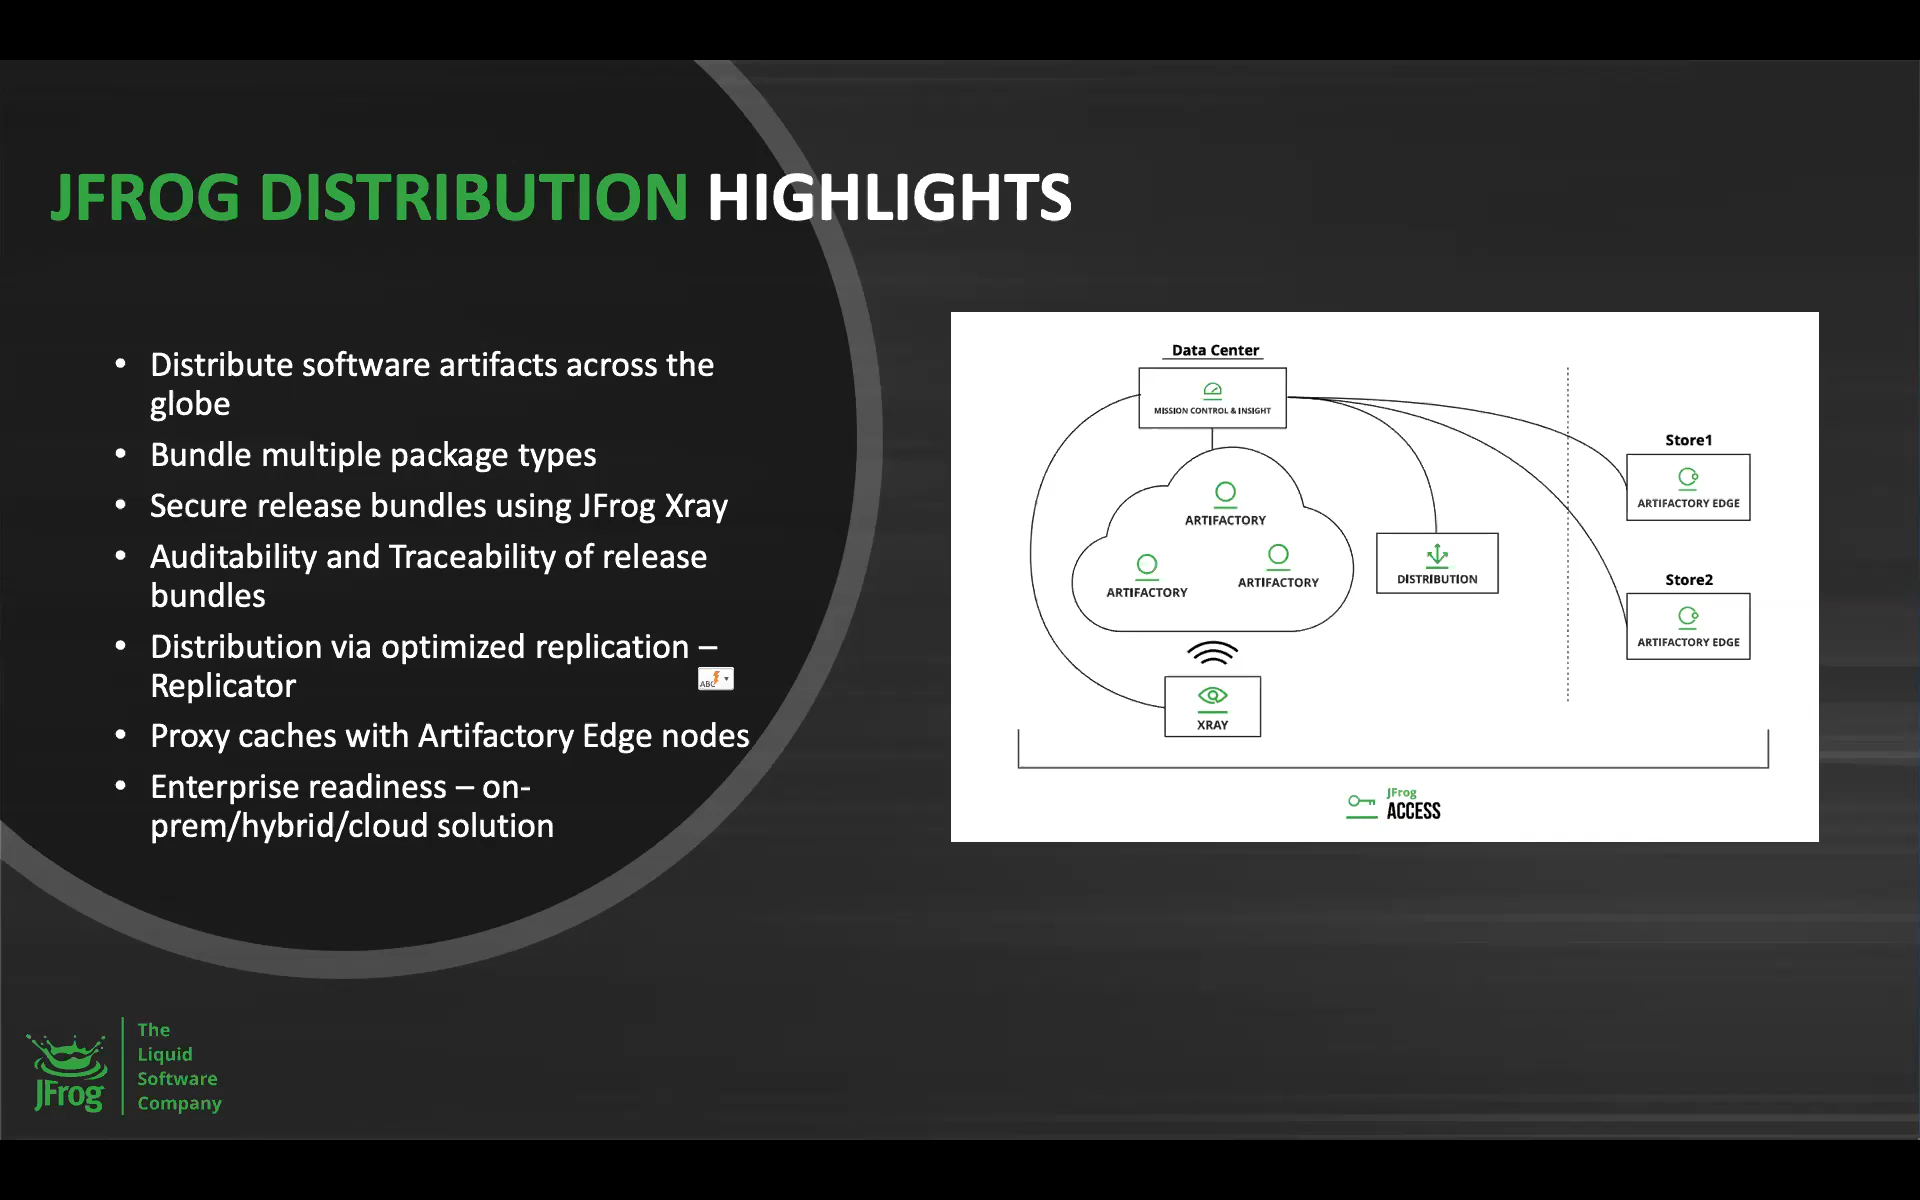 JFROG DISTRIBUTION HIGHLIGHTS
• Distribute software artifacts across the
globe
• Bundle multiple package types
• Secure release bundles using JFrog Xray
• Auditability and Traceability of release
bundles
• Distribution via optimized replication –
Replicator
ABC
• Proxy caches with Artifactory Edge nodes
• Enterprise readiness – on-
prem/hybrid/cloud solution
Data Center
MISSION CONTROL & INSIGHT
ARTIFACTORY
ARTIFACTORY
ARTIFACTORY
DISTRIBUTION
XRAY
Store1
ARTIFACTORY EDGE
Store2
ARTIFACTORY EDGE
JFrog
ACCESS
JFrog
The
Liquid
Software
Company